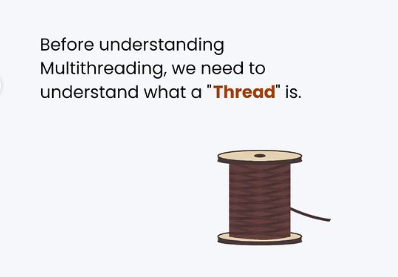 Before understanding
Multithreading, we need to
understand what a "Thread" is.